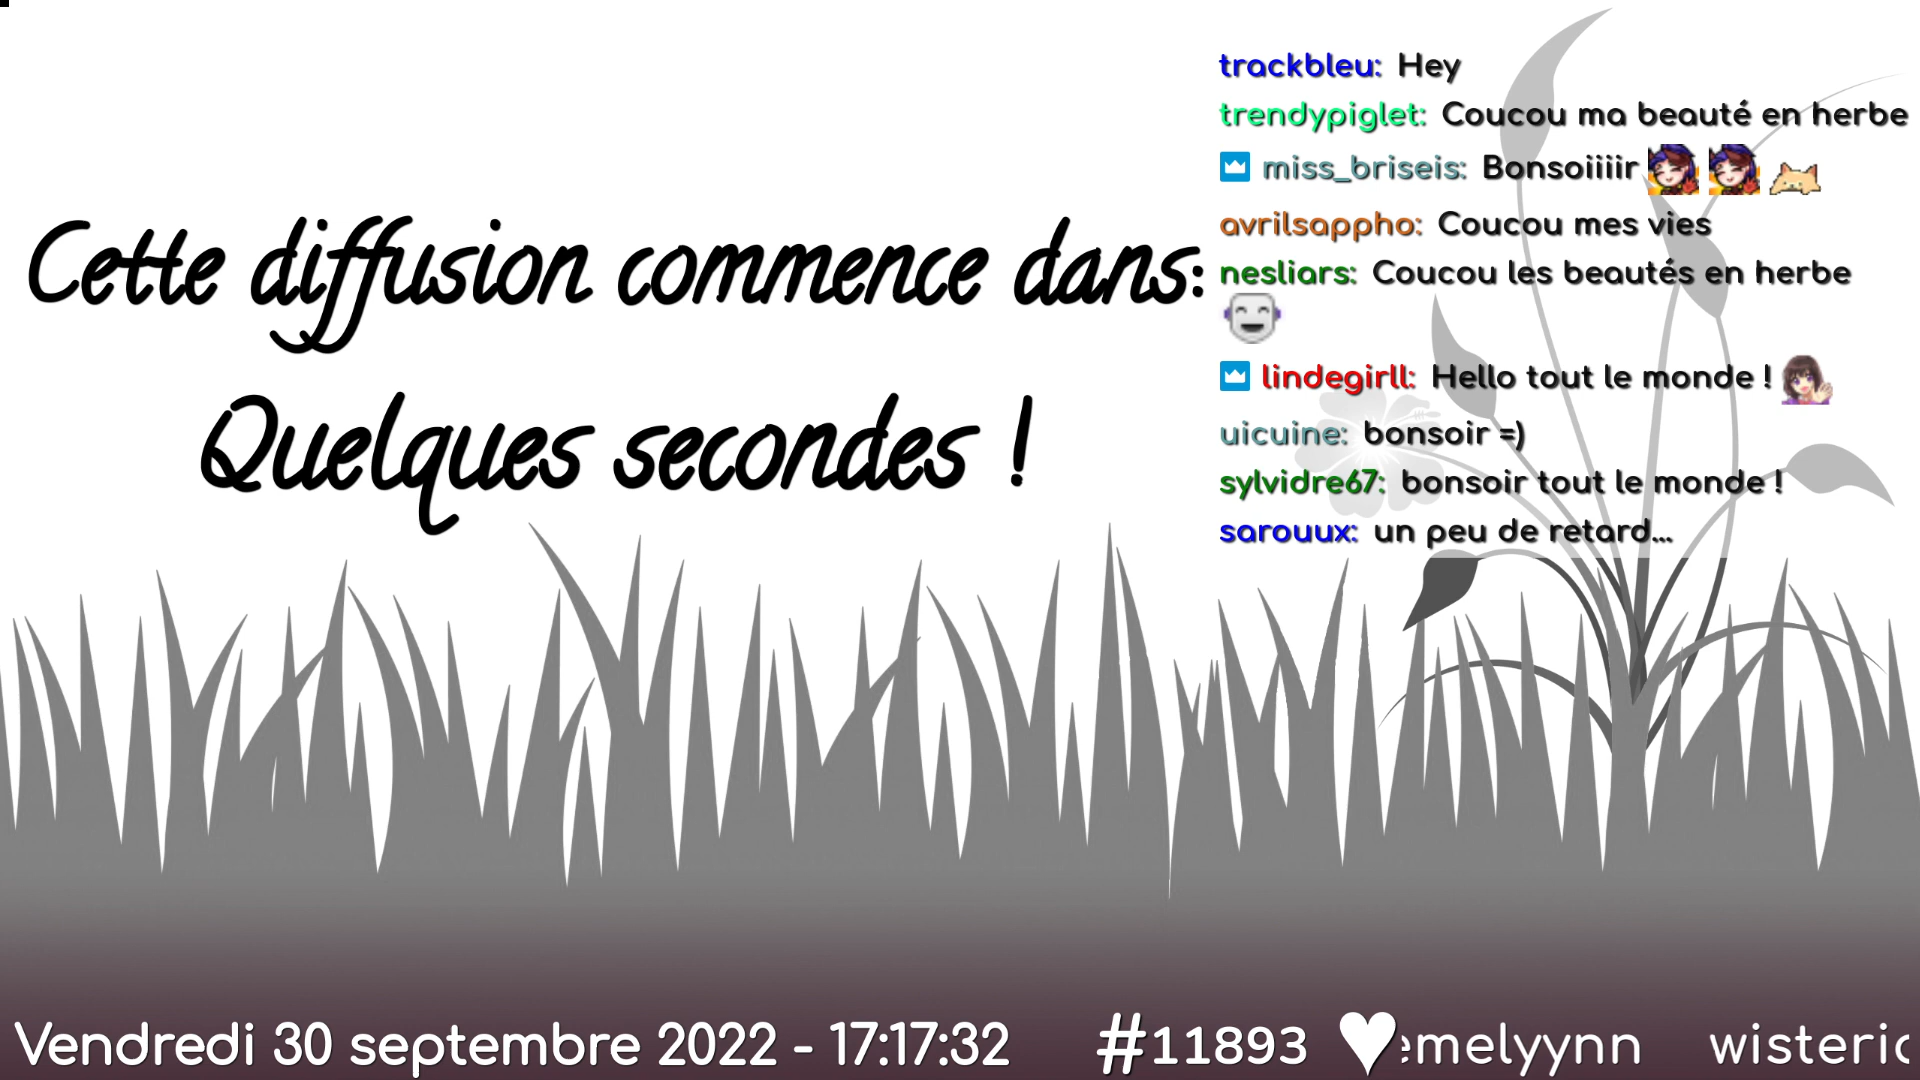 Cette diffusion commence dans:
Quelques secondes !
trackbleu: Hey
trendypiglet: Coucou ma beauté en herbe
miss_briseis: Bonsoiiiir
avrilsappho: Coucou mes vies
nesliars: Coucou les beautés en herbe
lindegirll: Hello tout le monde !
uicuine: bonsoir =)
sylvidre67: bonsoir tout le monde !
sarouux: un peu de retard...
Vendredi 30 septembre 2022 - 17:17:32 #11893 emelyynn